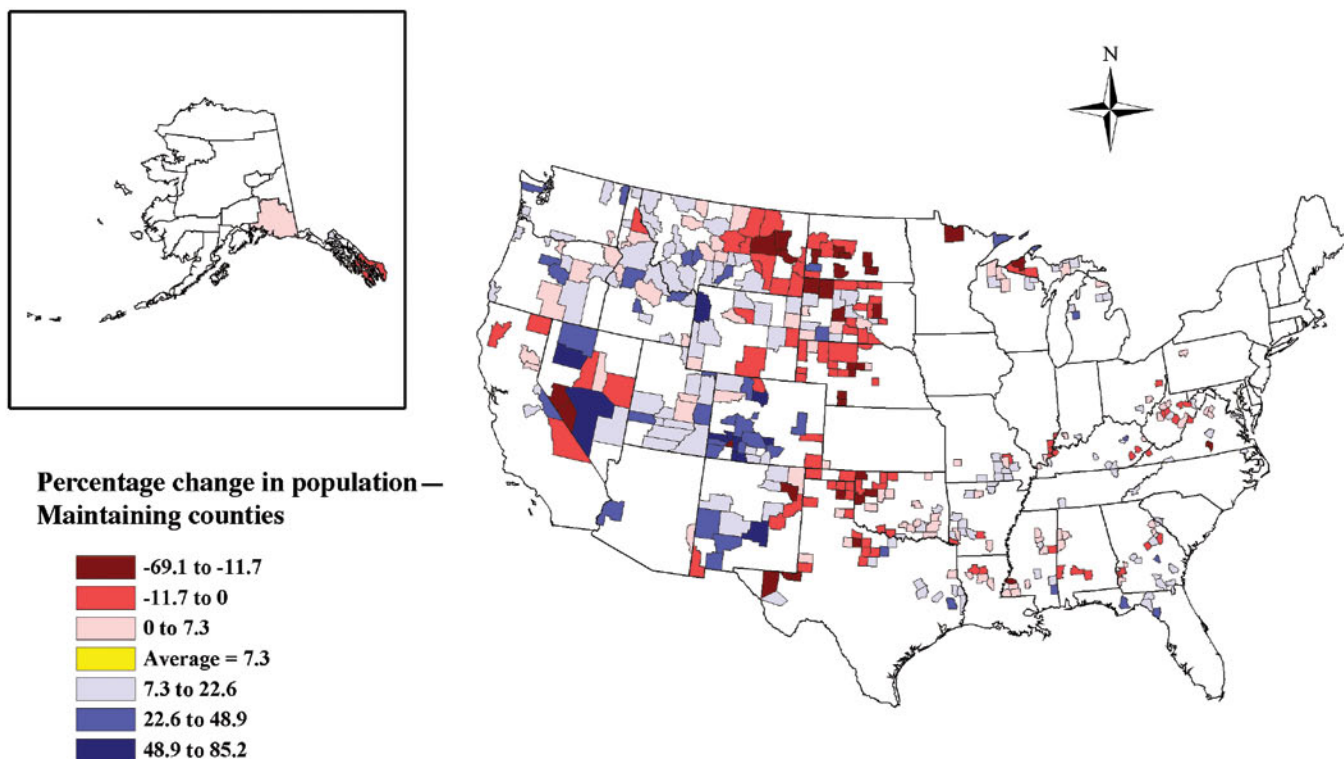 N
Percentage change in population—
Maintaining counties
-69.1 to -11.7
-11.7 to 0
0 to 7.3
Average = 7.3
7.3 to 22.6
22.6 to 48.9
48.9 to 85.2